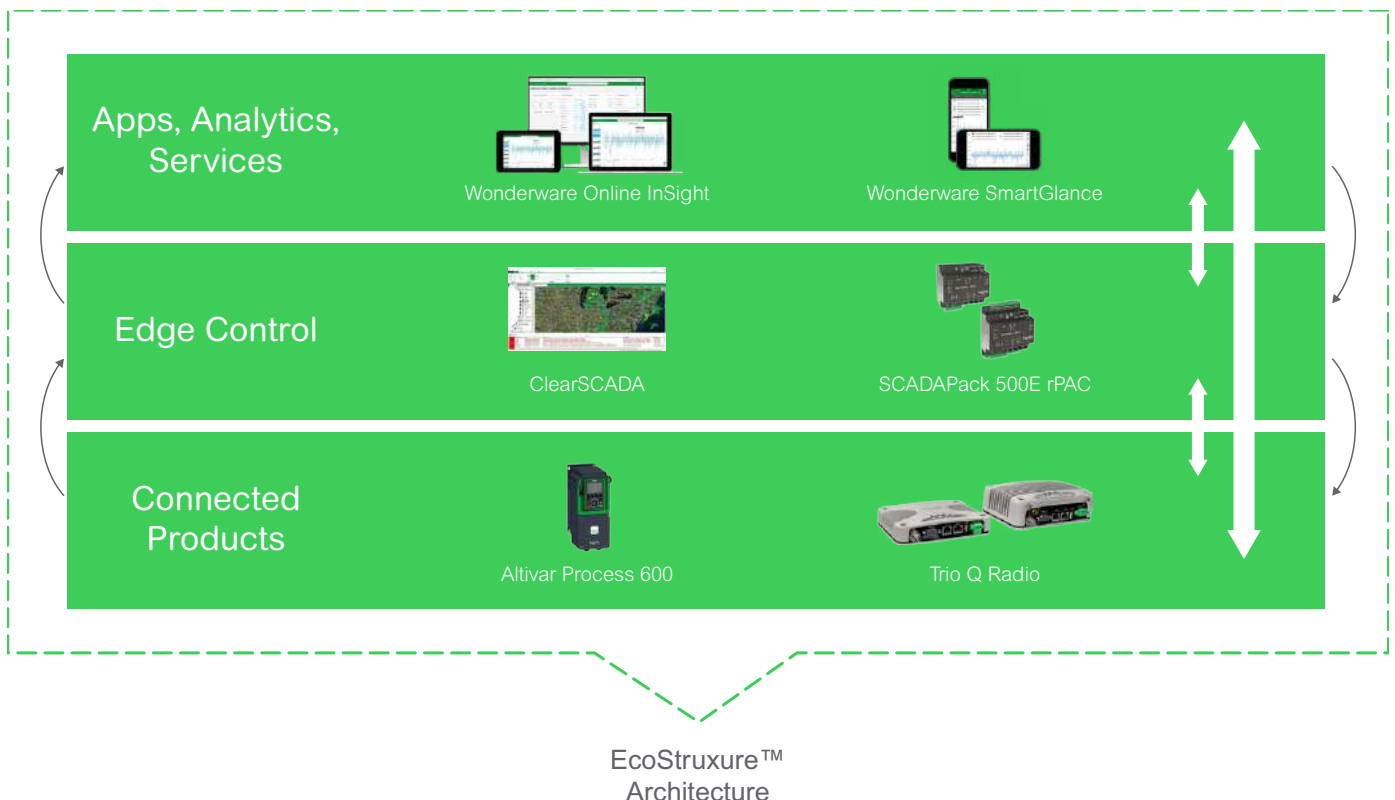 Apps, Analytics,
Services
Wonderware Online InSight
Wonderware SmartGlance
Edge Control
ClearSCADA
SCADAPack 500E rPAC
Connected
Products
Altivar Process 600
Trio Q Radio
EcoStruxure™
Architecture